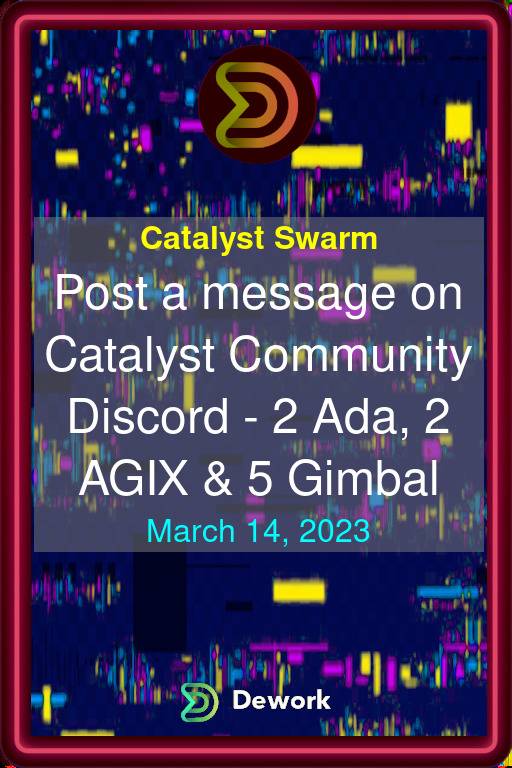 Catalyst Swarm
Post a message on
Catalyst Community
Discord - 2 Ada, 2
AGIX & 5 Gimbal
March 14, 2023
Dework